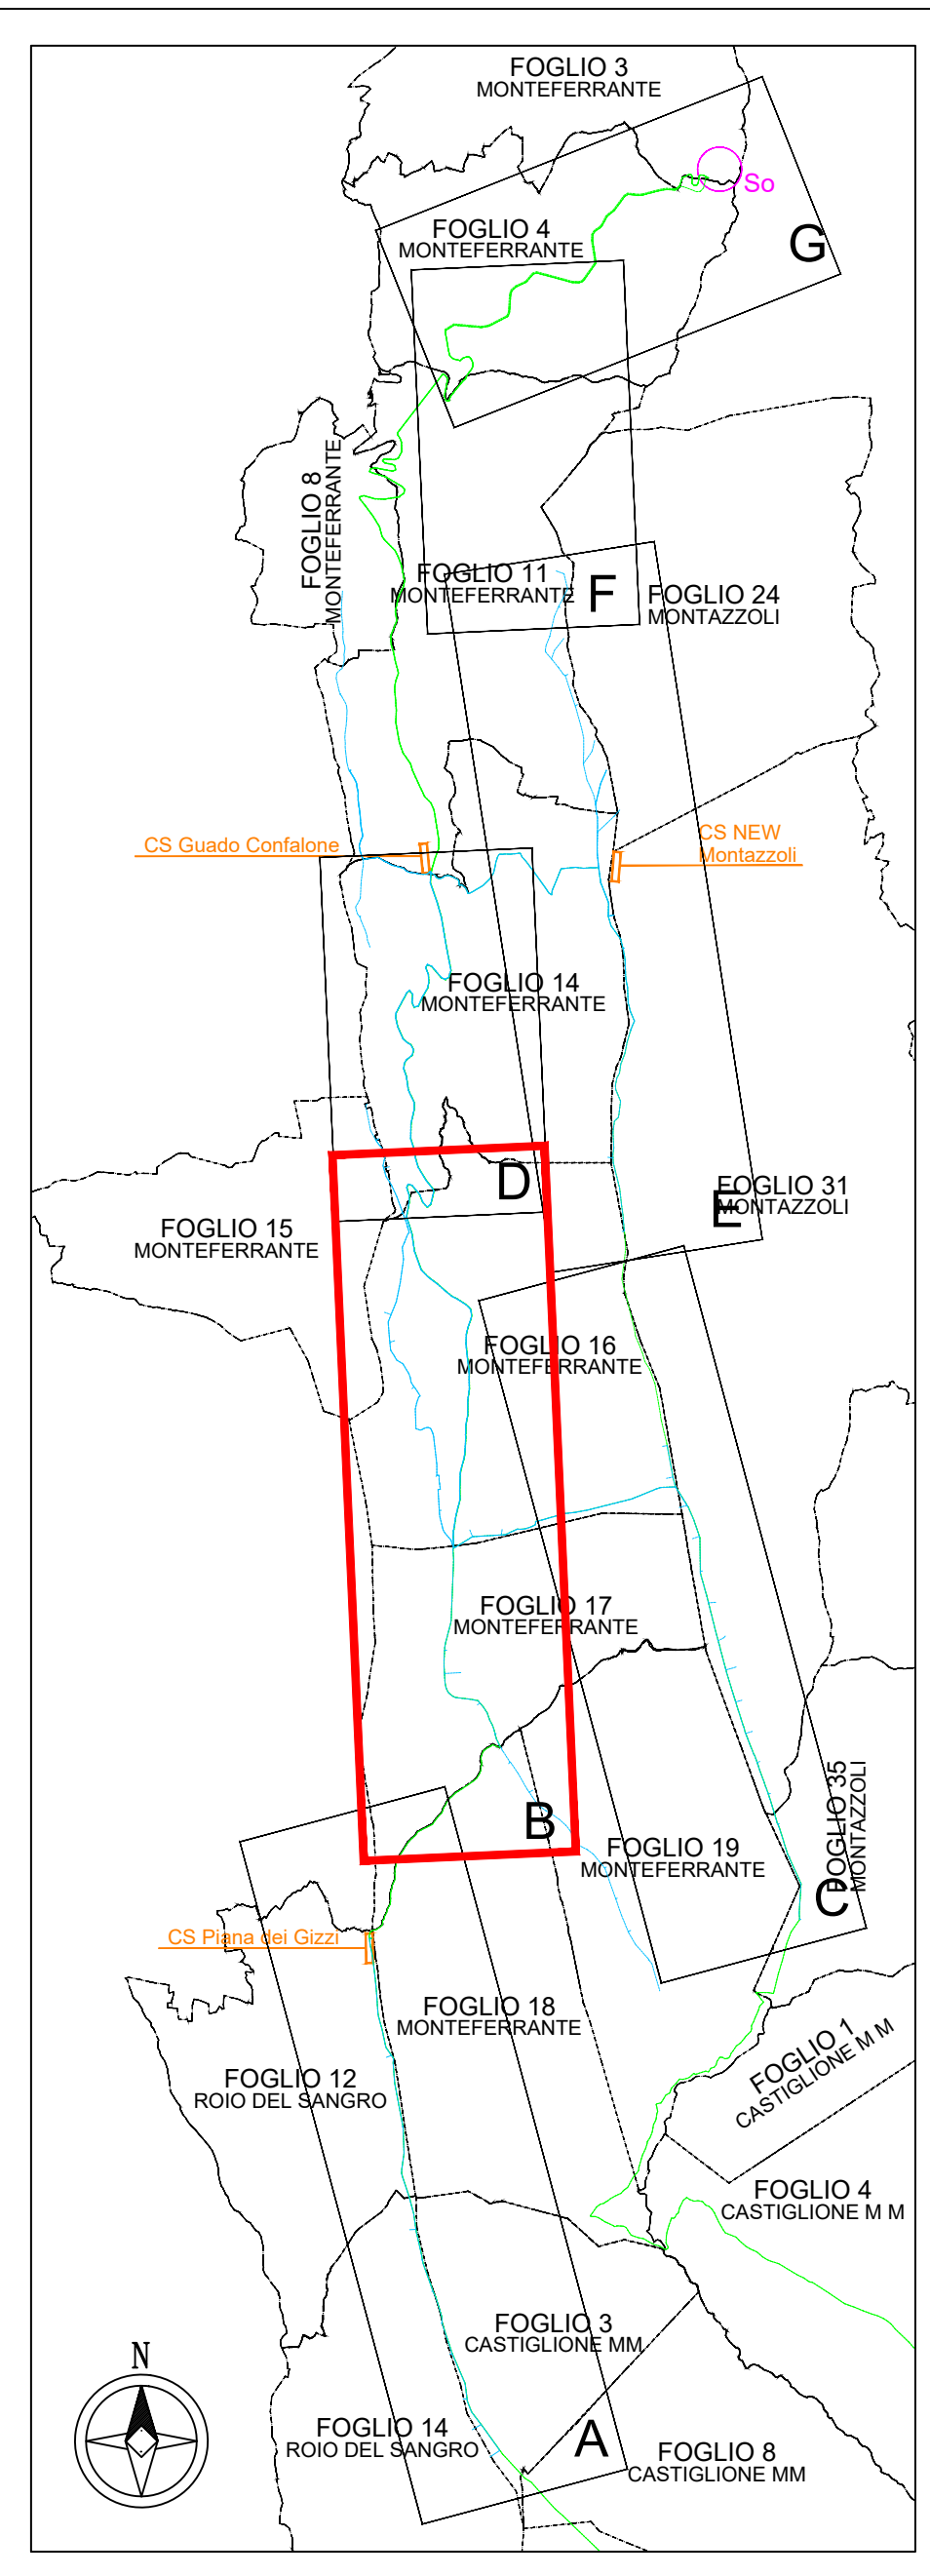 FOGLIO 3
MONTEFERRANTE
So
G
FOGLIO 4
MONTEFERRANTE
FOGLIO 8
MONTEFERRANTE
FOGLIO 11
MONTEFERRANTE
F
FOGLIO 24
MONTAZZOLI
CS Guado Confalone
CS NEW
Montazzoli
FOGLIO 14
MONTEFERRANTE
D
E
FOGLIO 31
MONTAZZOLI
FOGLIO 15
MONTEFERRANTE
FOGLIO 16
MONTEFERRANTE
FOGLIO 17
MONTEFERRANTE
B
FOGLIO 19
MONTEFERRANTE
FOGLIO 35
MONTAZZOLI
C
CS Piana dei Gizzi
FOGLIO 18
MONTEFERRANTE
FOGLIO 12
ROIO DEL SANGRO
FOGLIO 1
CASTIGLIONE M M
FOGLIO 4
CASTIGLIONE M M
FOGLIO 3
CASTIGLIONE MM
N
FOGLIO 14
ROIO DEL SANGRO
A
FOGLIO 8
CASTIGLIONE MM